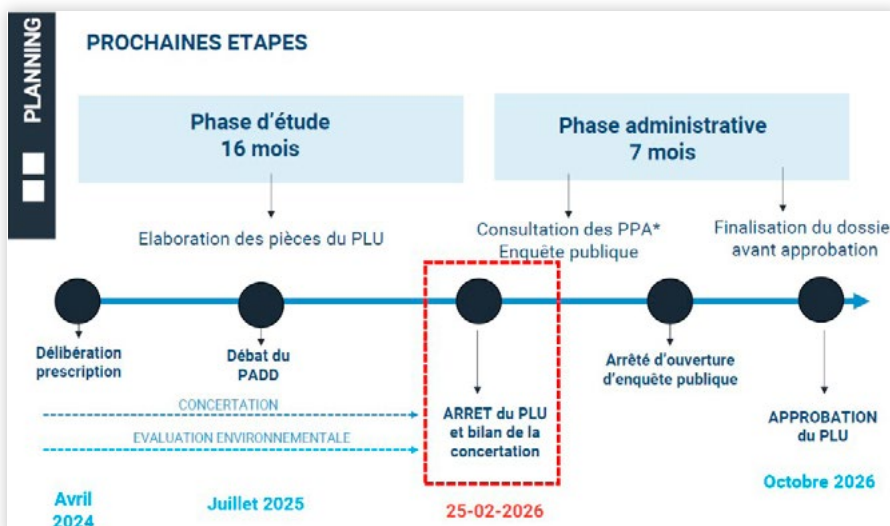 PLANNING
PROCHAINES ETAPES
Phase d'étude
16 mois
Phase administrative
7 mois
Elaboration des pièces du PLU
Consultation des PPA*
Enquête publique
Finalisation du dossie
avant approbation
Délibération
prescription
Débat du
PADD
ARRET du PLU
et bilan de la
concertation
Arrêté d'ouverture
d'enquête publique
APPROBATION
du PLU
CONCERTATION
EVALUATION ENVIRONNEMENTALE
Avril
2024
Juillet 2025
25-02-2026
Octobre 2026